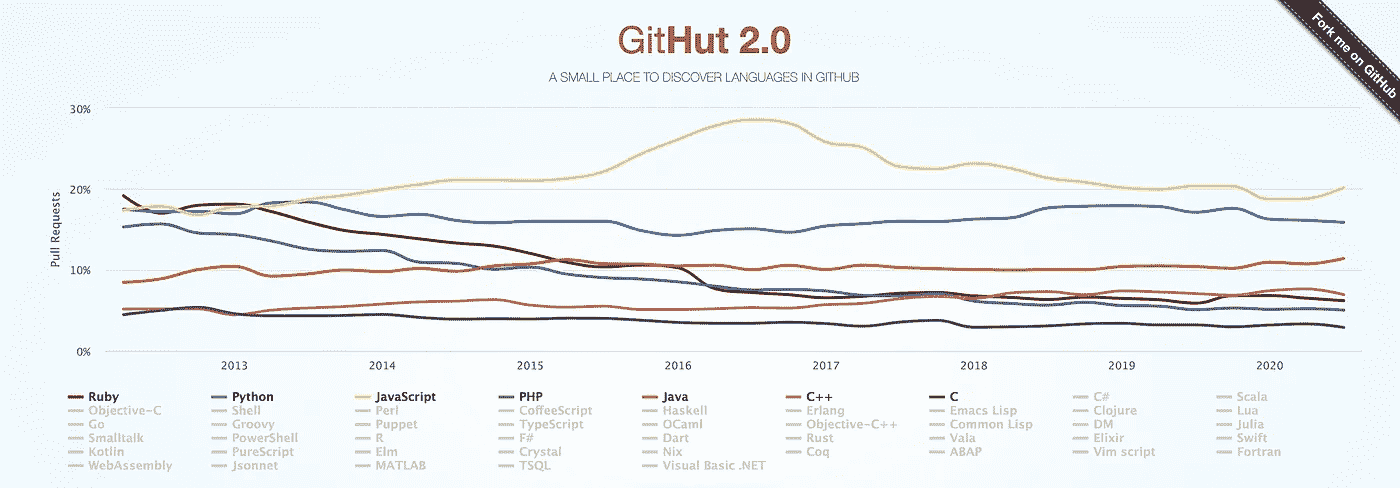 GitHut 2.0
A SMALL PLACE TO DISCOVER LANGUAGES IN GITHUB
Fork me on GitHub
30%
20%
10%
0%
Pull Requests
2013 2014 2015 2016 2017 2018 2019 2020
Ruby Python JavaScript PHP Java C++ C C# Scala
Objective-C Shell Perl CoffeeScript Haskell Erlang Emacs Lisp Clojure Lua
Go Groovy Puppet TypeScript OCaml Objective-C++ Common Lisp DM Julia
Smalltalk PowerShell R F# Dart Rust Vala Elixir Swift
Kotlin PureScript Elm Crystal Nix Coq ABAP Vim script Fortran
WebAssembly Jsonnet MATLAB TSQL Visual Basic .NET